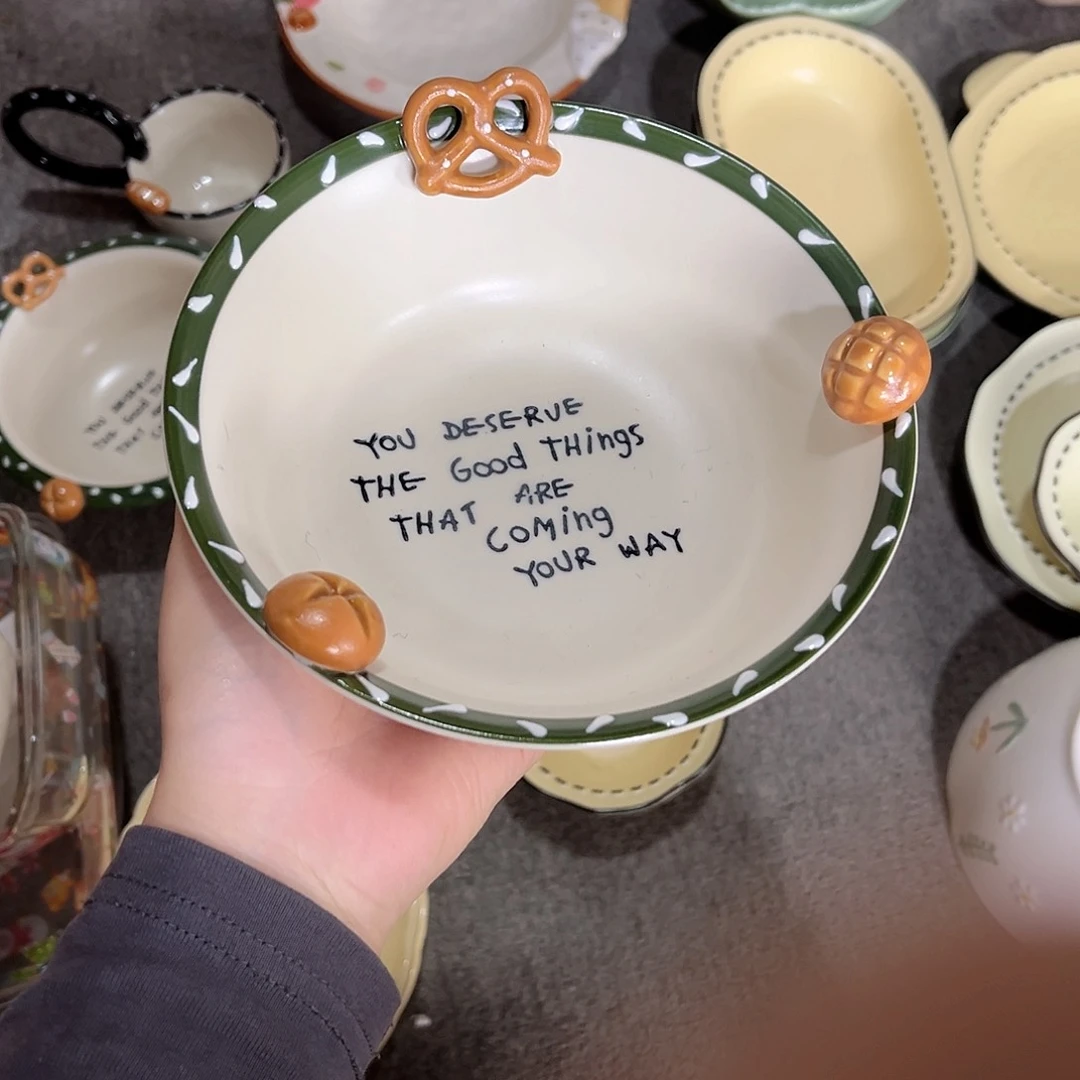 YOU DESERVE
THE Good THings
THAT ARE
COMing
YOUR WAY